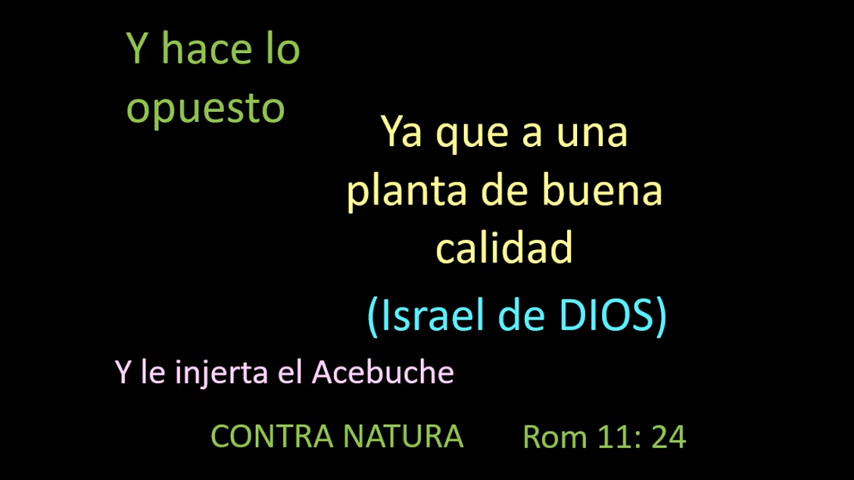 Y hace lo
opuesto
Ya que a una
planta de buena
calidad
(Israel de DIOS)
Y le injerta el Acebuche
CONTRA NATURA Rom 11: 24